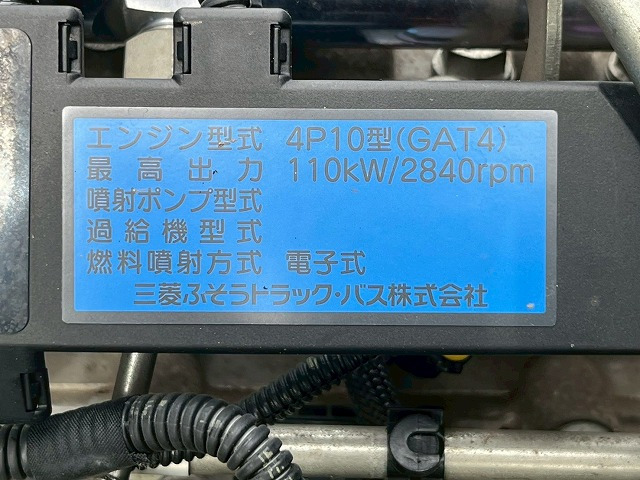 エンジン型式 4P10型(GAT4)
最高出力 110kW/2840rpm
噴射ポンプ型式
過給機型式
燃料噴射方式 電子式
三菱ふそうトラック・バス株式会社